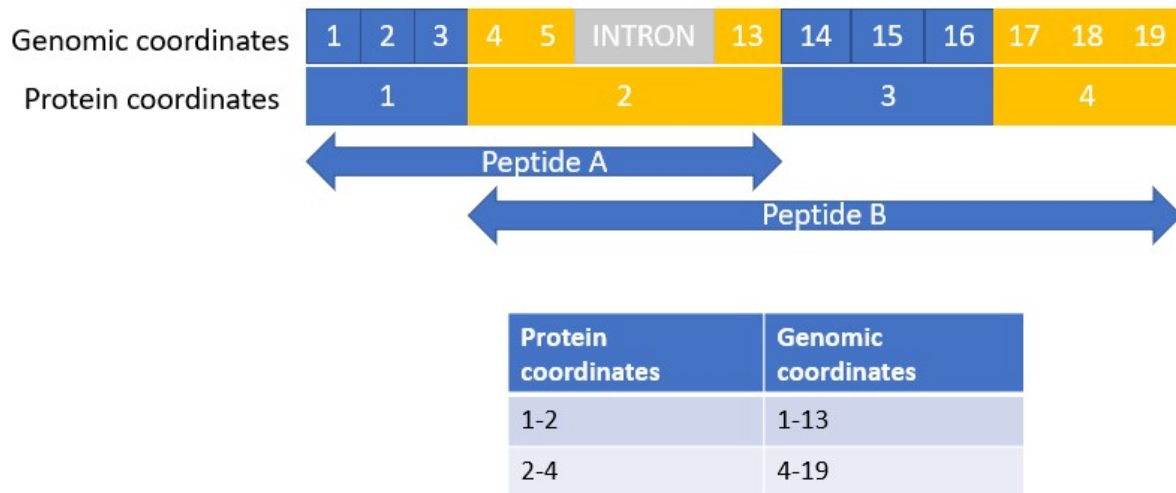 Genomic coordinates 1 2 3 4 5 INTRON 13 14 15 16 17 18 19
Protein coordinates 1 2 3 4
Peptide A
Peptide B
Protein coordinates Genomic coordinates
1-2 1-13
2-4 4-19